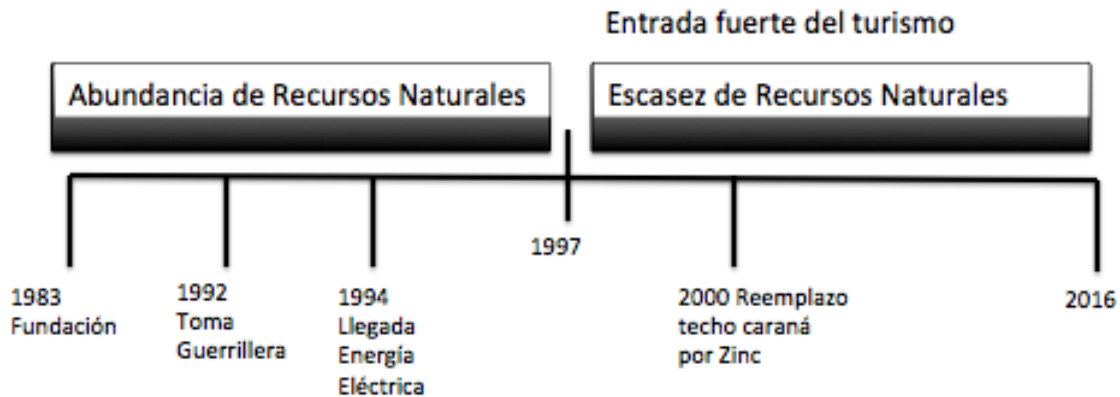 Entrada fuerte del turismo
Abundancia de Recursos Naturales
Escasez de Recursos Naturales
1983
Fundación
1992
Toma
Guerrillera
1994
Llegada
Energía
Eléctrica
1997
2000 Reemplazo
techo caraná
por Zinc
2016